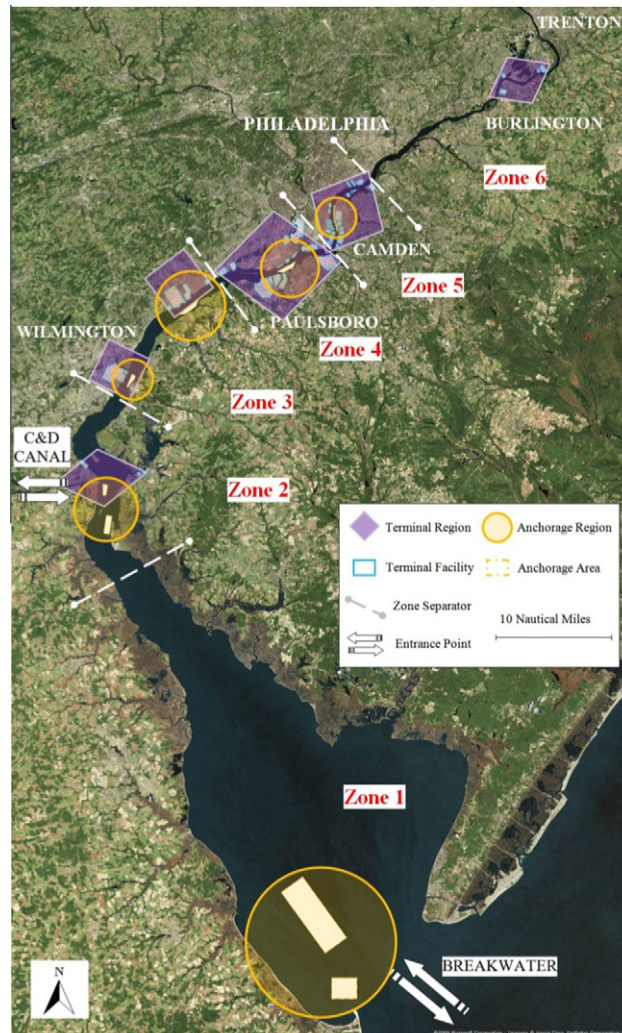 TRENTON
BURLINGTON
PHILADELPHIA
Zone 6
CAMDEN
Zone 5
PAULSBORO
Zone 4
WILMINGTON
Zone 3
C&D
CANAL
Zone 2
Terminal Region
Anchorage Region
Terminal Facility
Anchorage Area
Zone Separator
10 Nautical Miles
Entrance Point
Zone 1
BREAKWATER
N